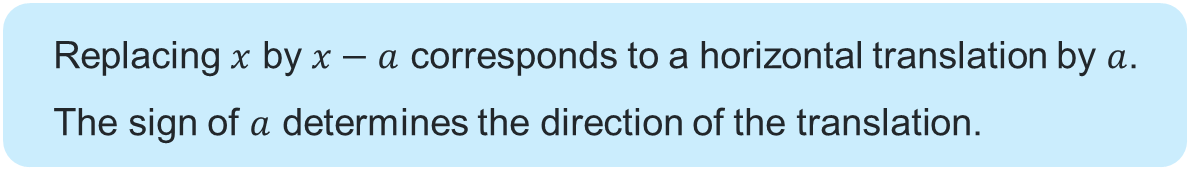 Replacing x by x − a corresponds to a horizontal translation by a.
The sign of a determines the direction of the translation.